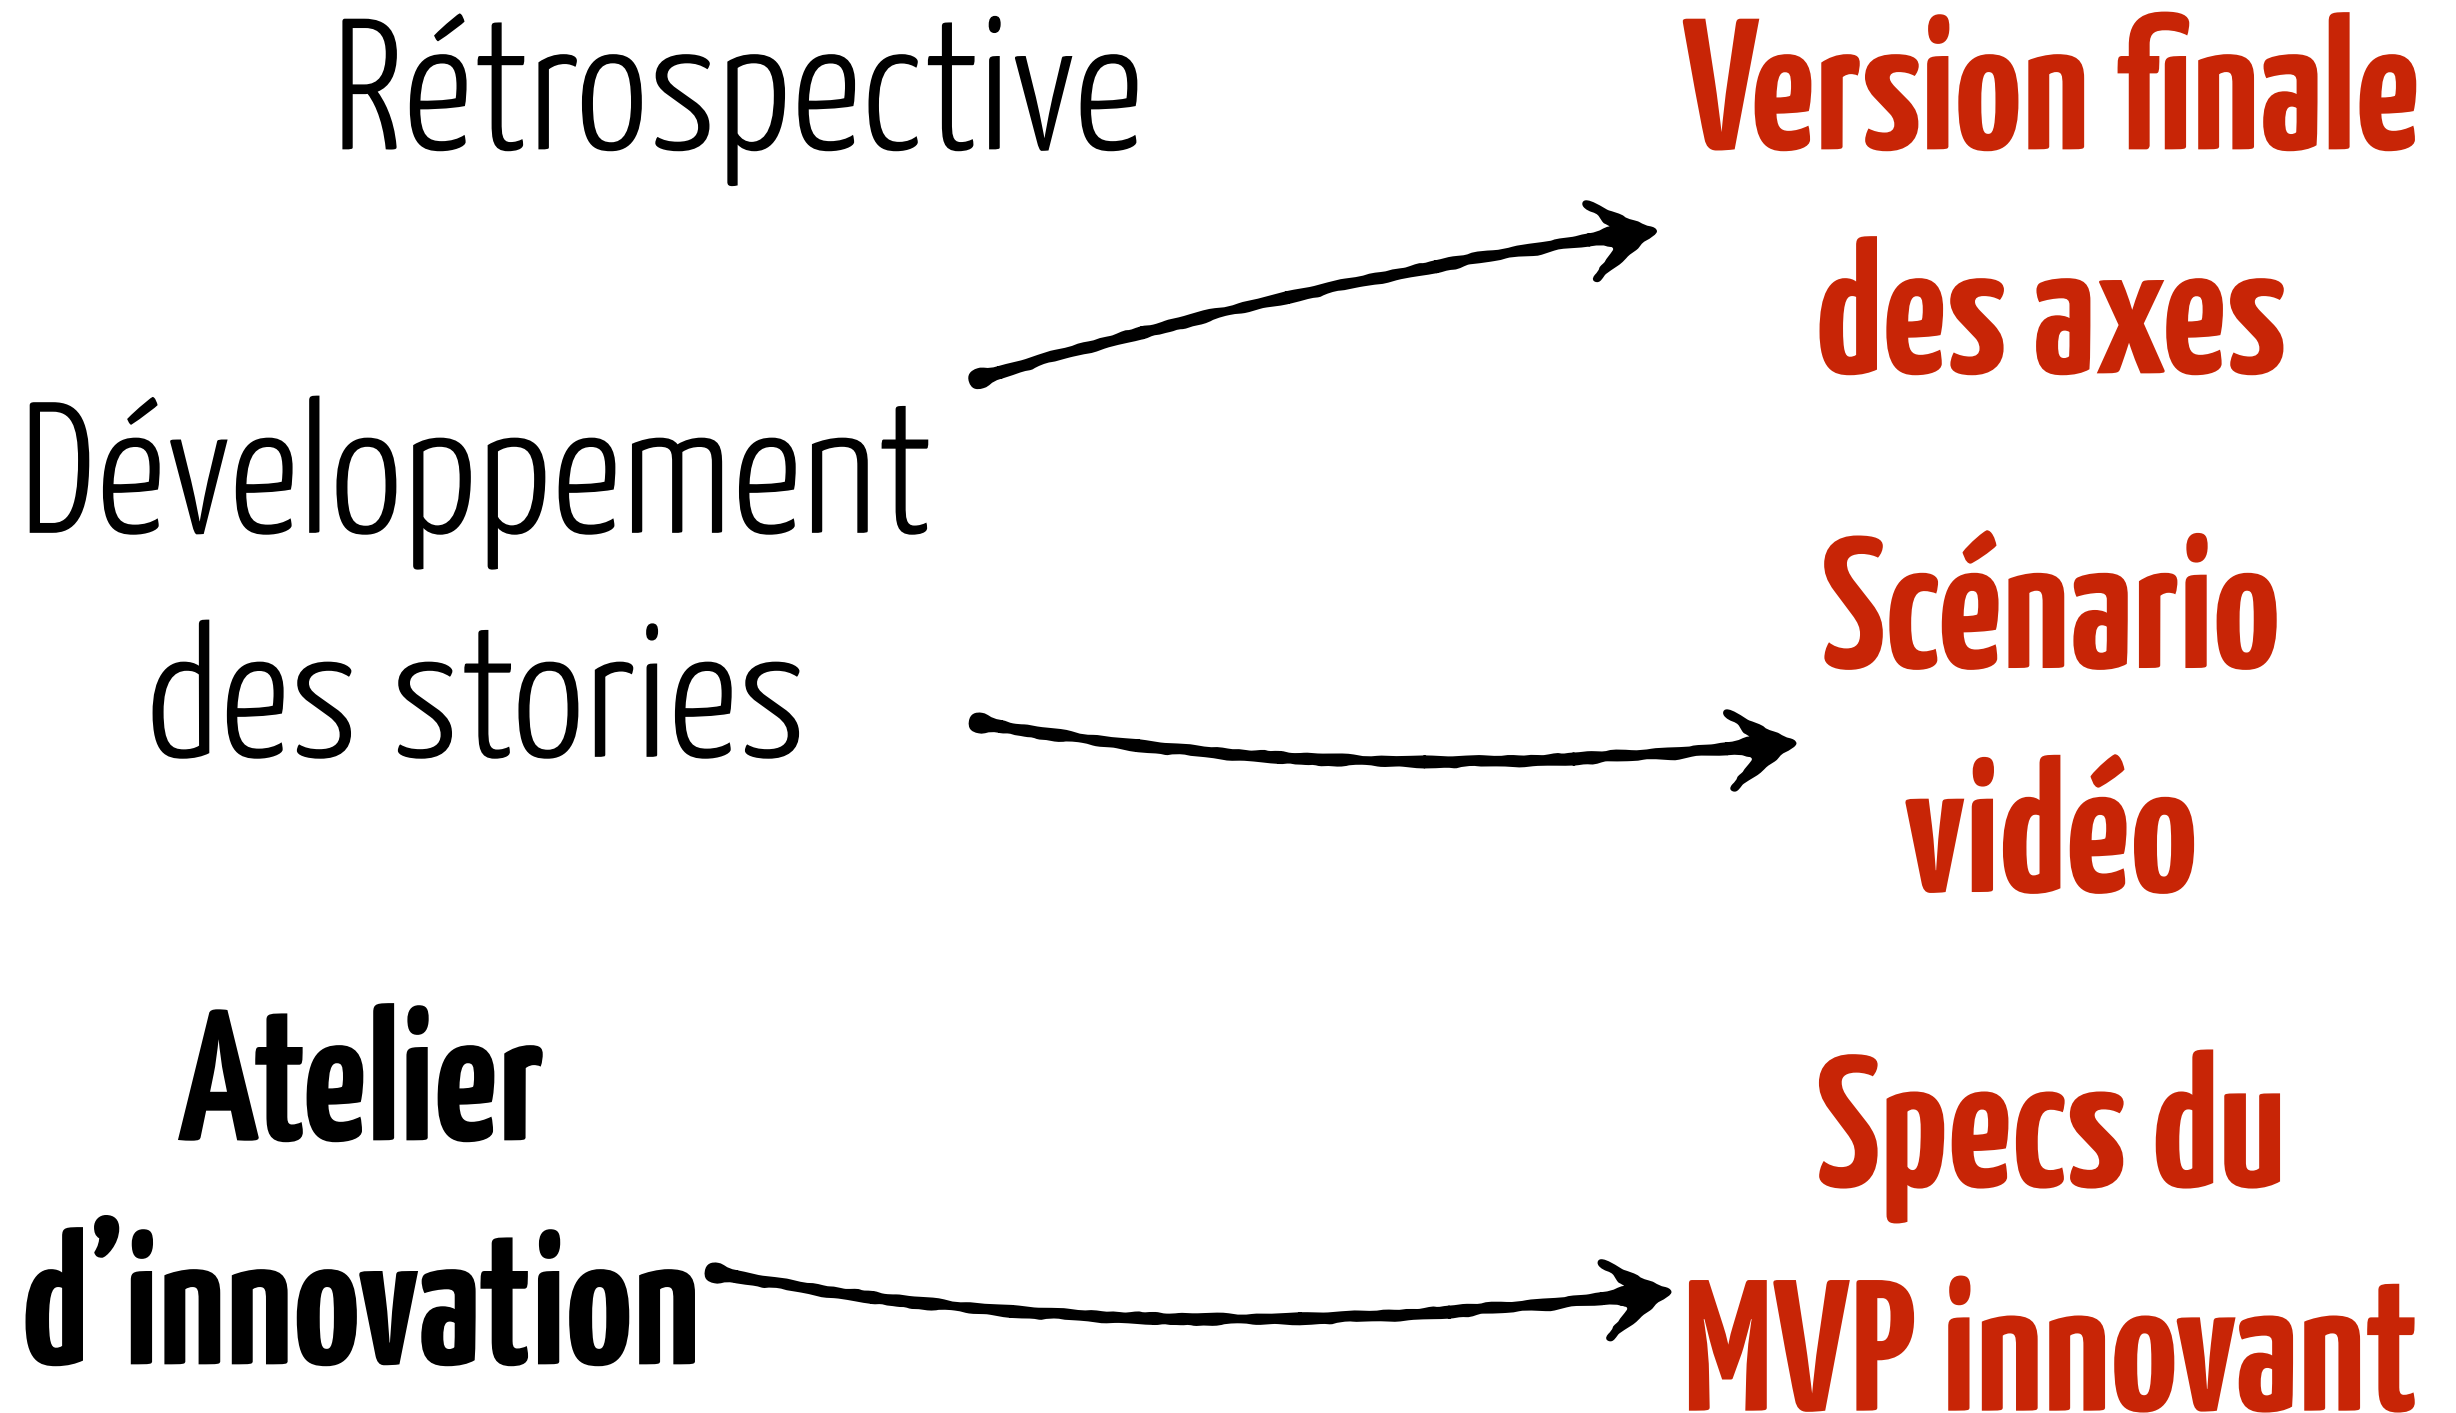 Rétrospective
Développement
des stories
Atelier
d’innovation
Version finale
des axes
Scénario
vidéo
Specs du
MVP innovant